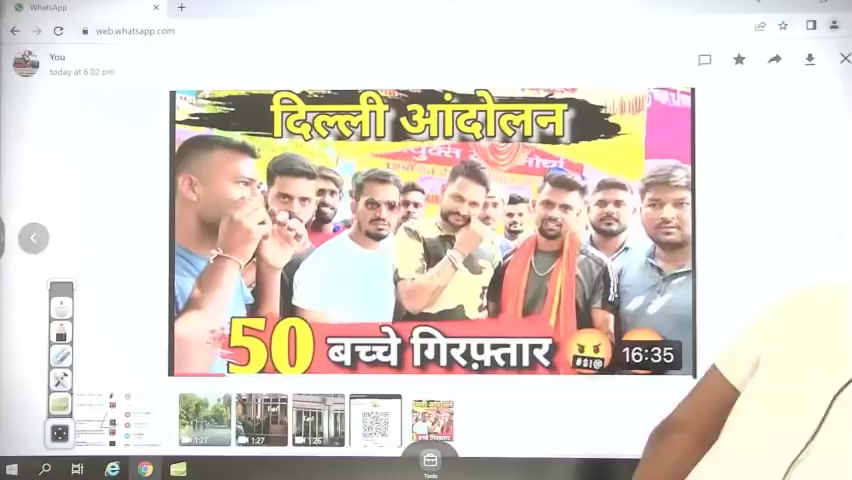 WhatsApp
web.whatsapp.com
You
today at 6:02 pm
दिल्ली आंदोलन
50 बच्चे गिरफ़्तार
#$!@
16:35
1:27
1:27
1:26
Tools